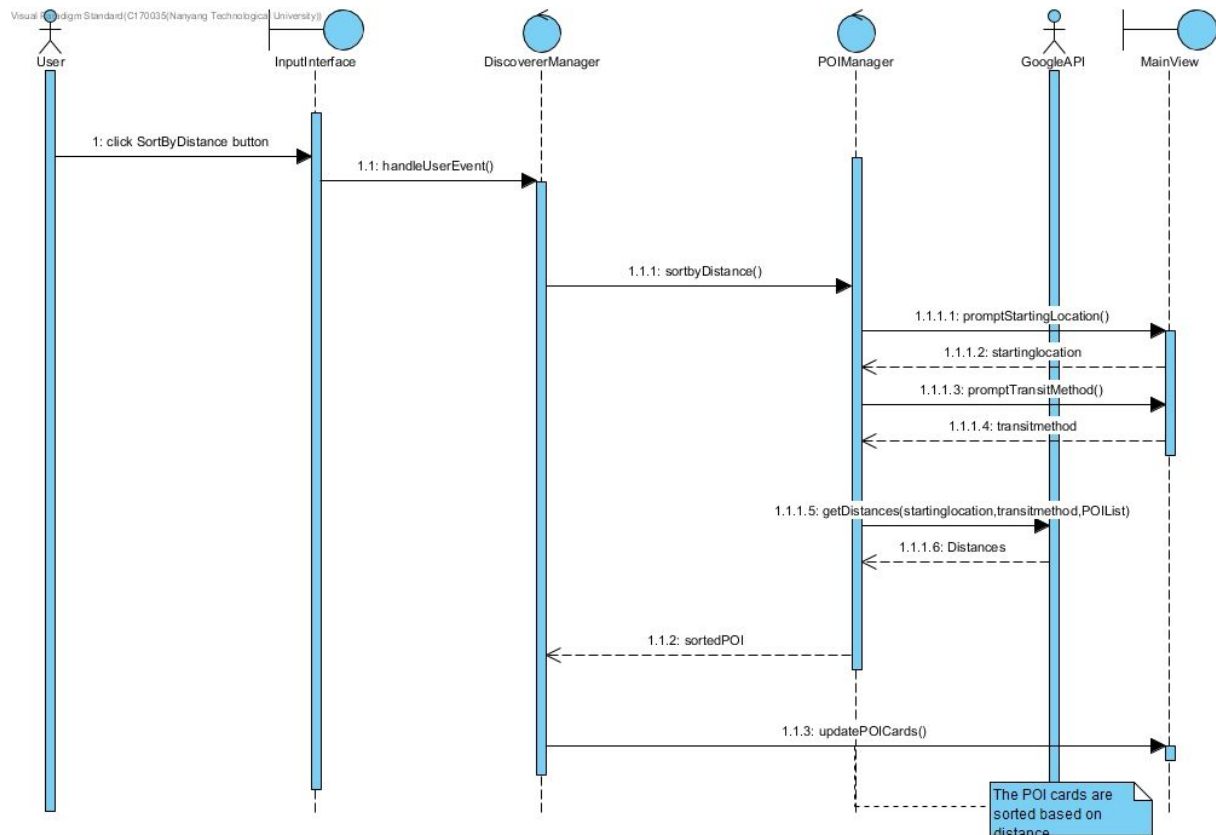 Visual Paradigm Standard(C170035(Nanyang Technological University))
User
InputInterface
DiscovererManager
POIManager
GoogleAPI
MainView
1: click SortByDistance button
1.1: handleUserEvent()
1.1.1: sortbyDistance()
1.1.1.1: promptStartingLocation()
1.1.1.2: startinglocation
1.1.1.3: promptTransitMethod()
1.1.1.4: transitmethod
1.1.1.5: getDistances(startinglocation,transitmethod,POIList)
1.1.1.6: Distances
1.1.2: sortedPOI
1.1.3: updatePOICards()
The POI cards are
sorted based on
distance